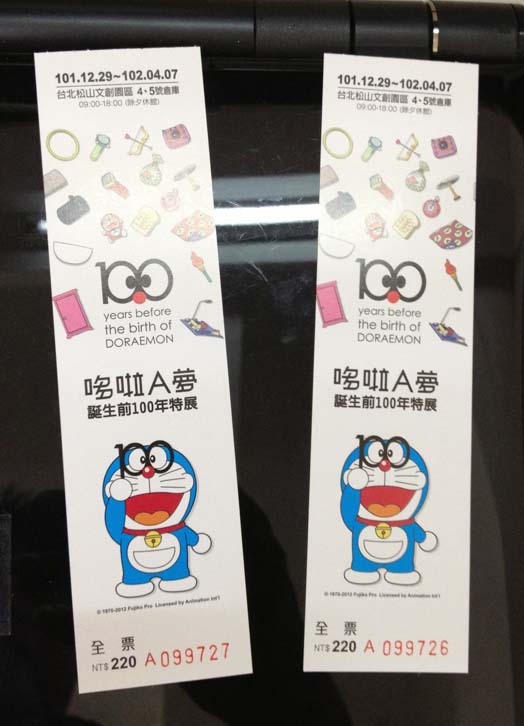 101.12.29~102.04.07
台北松山文創園區 4、5號倉庫
09:00-18:00 (除夕休館)
100
years before
the birth of
DORAEMON
哆啦A夢
誕生前100年特展
100
© 1970-2012 Fujiko Pro Licensed by Animation Int'l
全票
NT$ 220 A 099727
101.12.29~102.04.07
台北松山文創園區 4、5號倉庫
09:00-18:00 (除夕休館)
100
years before
the birth of
DORAEMON
哆啦A夢
誕生前100年特展
100
© 1970-2012 Fujiko Pro Licensed by Animation Int'l
全票
NT$ 220 A 099726